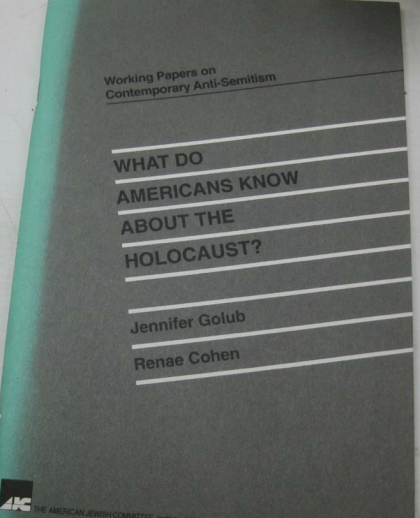 Working Papers on
Contemporary Anti-Semitism
WHAT DO
AMERICANS KNOW
ABOUT THE
HOLOCAUST?
Jennifer Golub
Renae Cohen
AJC
THE AMERICAN JEWISH COMMITTEE